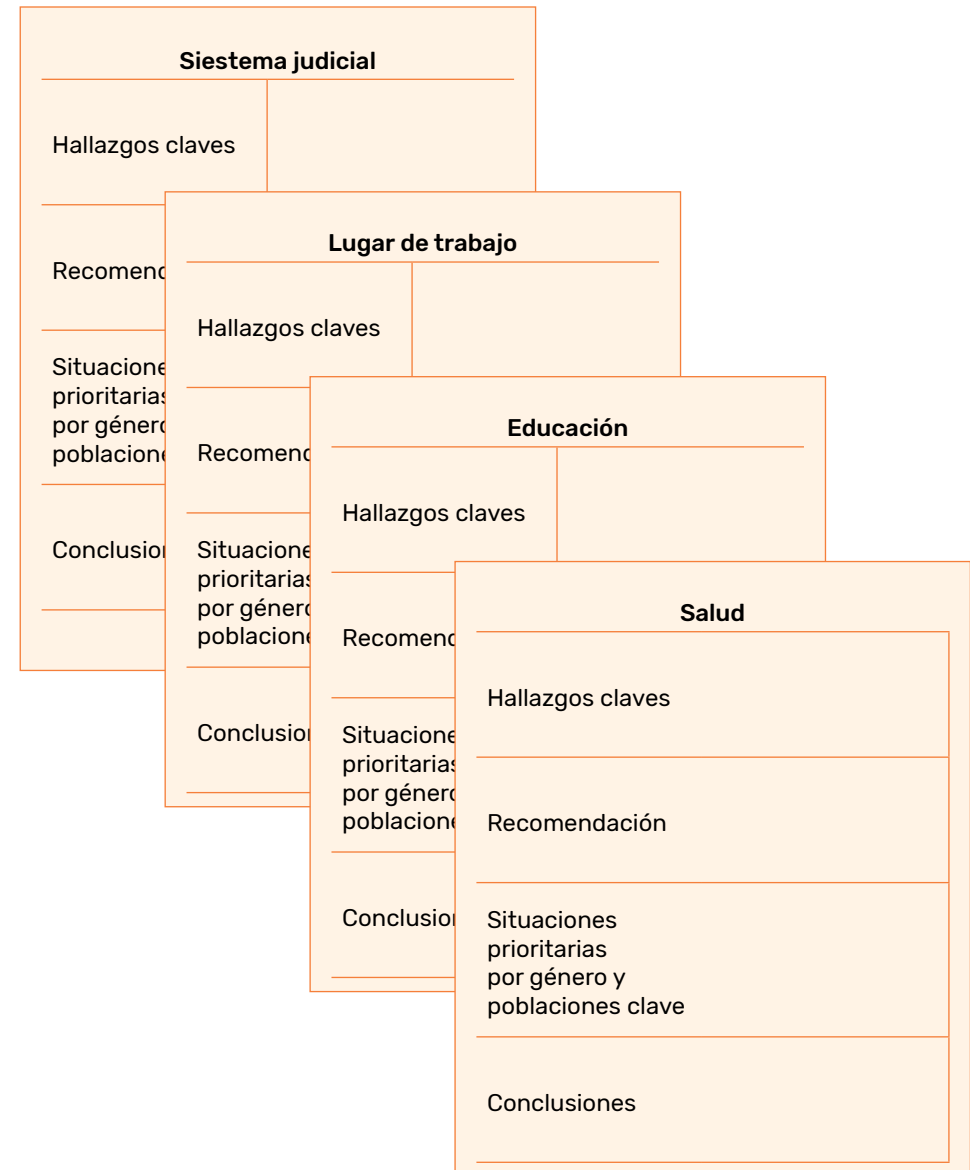 Siestema judicial
Hallazgos claves
Recomend
Situacione
prioritarias
por género
poblacione
Conclusion
Lugar de trabajo
Hallazgos claves
Recomend
Situacione
prioritarias
por género
poblacione
Conclusion
Educación
Hallazgos claves
Recomend
Situacione
prioritarias
por género
poblacione
Conclusion
Salud
Hallazgos claves
Recomendación
Situaciones
prioritarias
por género y
poblaciones clave
Conclusiones